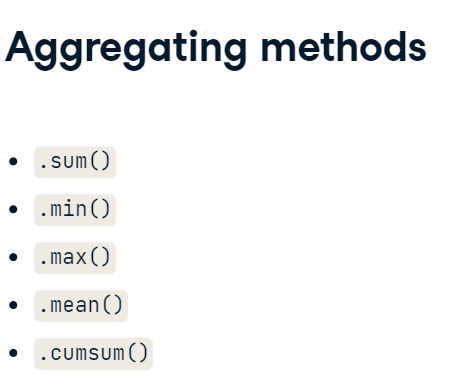 Aggregating methods
• .sum()
• .min()
• .max()
• .mean()
• .cumsum()